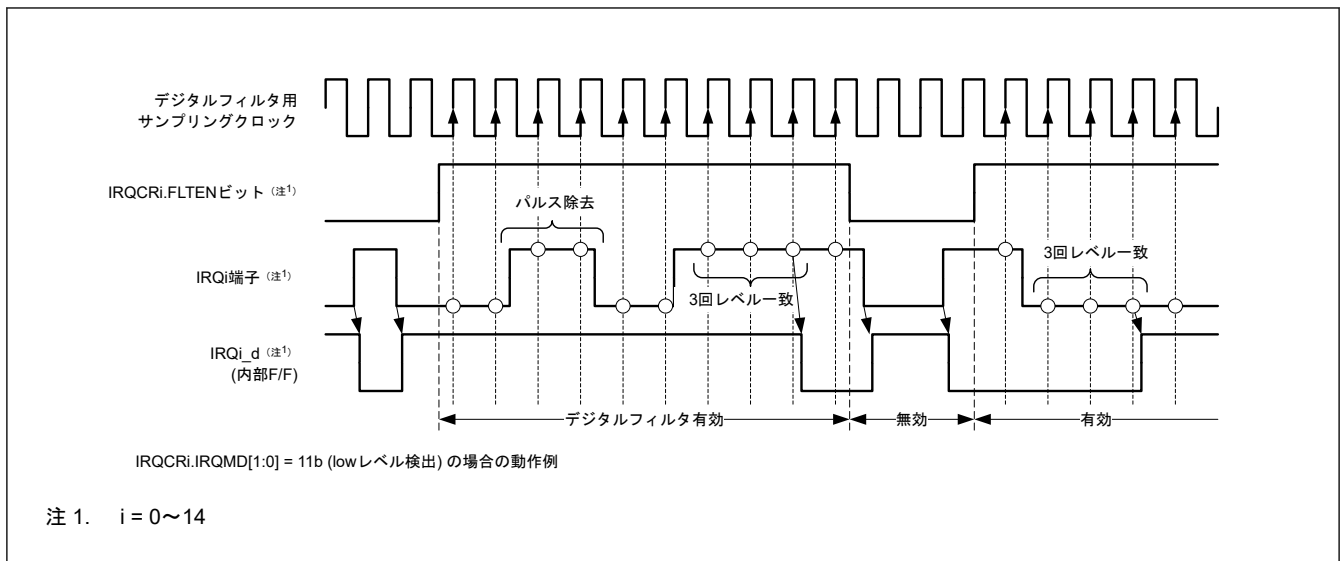 デジタルフィルタ用
サンプリングクロック
IRQCRi.FLTENビット（注1）
パルス除去
IRQi端子（注1）
3回レベル一致
3回レベル一致
IRQi_d（注1）
(内部F/F)
デジタルフィルタ有効
無効
有効
IRQCRi.IRQMD[1:0] = 11b (lowレベル検出) の場合の動作例
注 1. i = 0～14